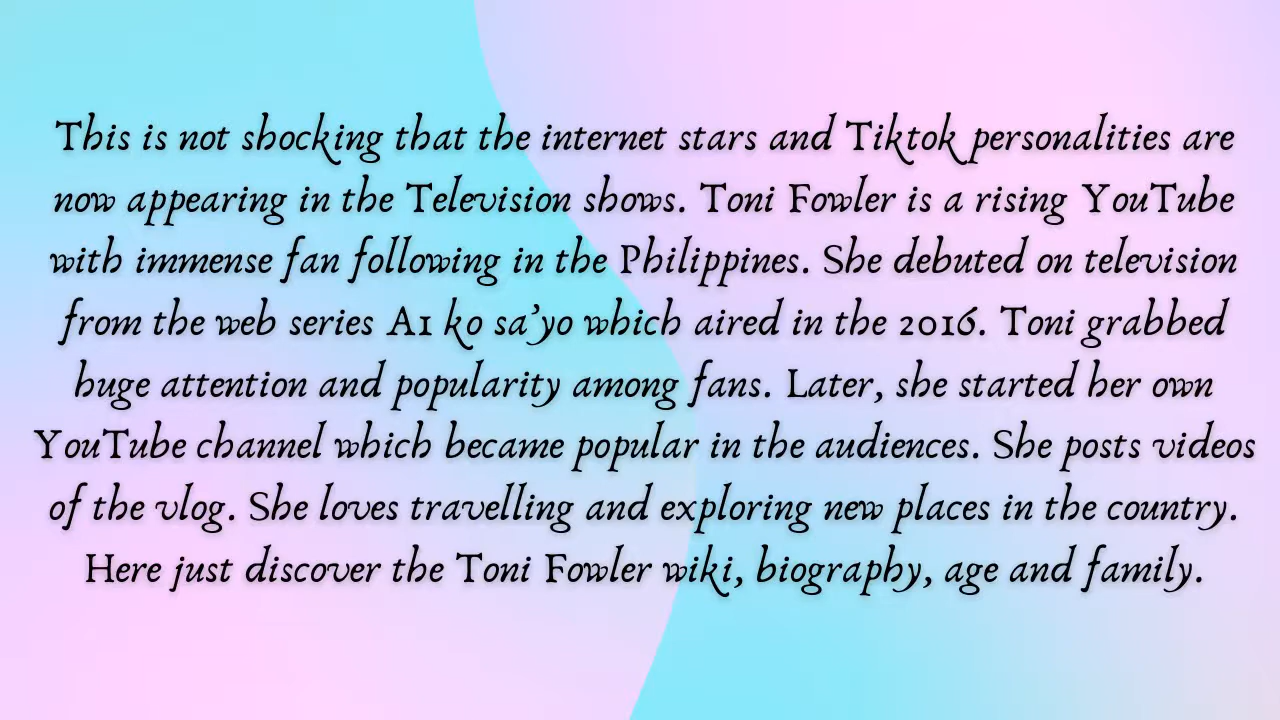 This is not shocking that the internet stars and Tiktok personalities are
now appearing in the Television shows. Toni Fowler is a rising YouTube
with immense fan following in the Philippines. She debuted on television
from the web series A1 ko sa’yo which aired in the 2016. Toni grabbed
huge attention and popularity among fans. Later, she started her own
YouTube channel which became popular in the audiences. She posts videos
of the vlog. She loves travelling and exploring new places in the country.
Here just discover the Toni Fowler wiki, biography, age and family.